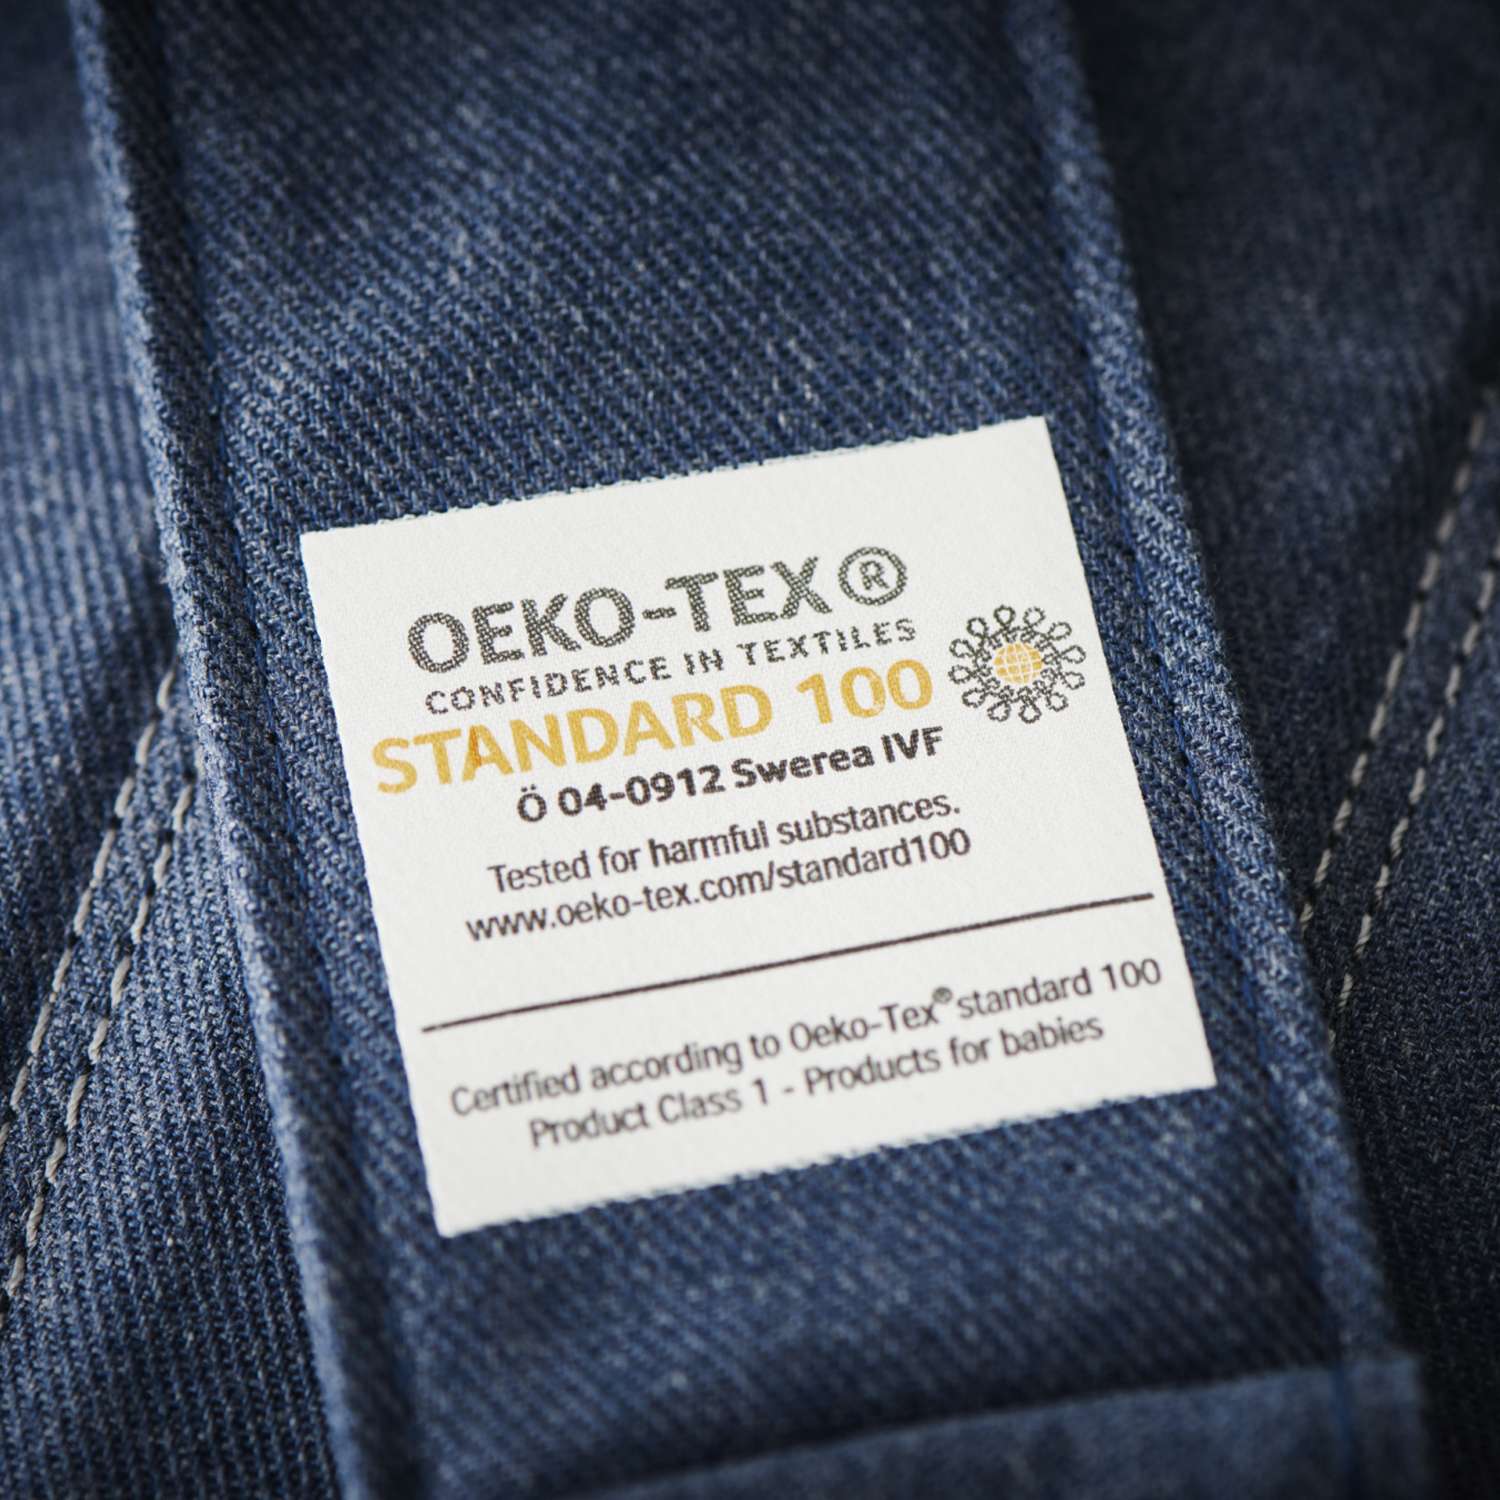 OEKO-TEX®
CONFIDENCE IN TEXTILES
STANDARD 100
Ö 04-0912 Swerea IVF
Tested for harmful substances.
www.oeko-tex.com/standard100
Certified according to Oeko-Tex® standard 100
Product Class 1 - Products for babies